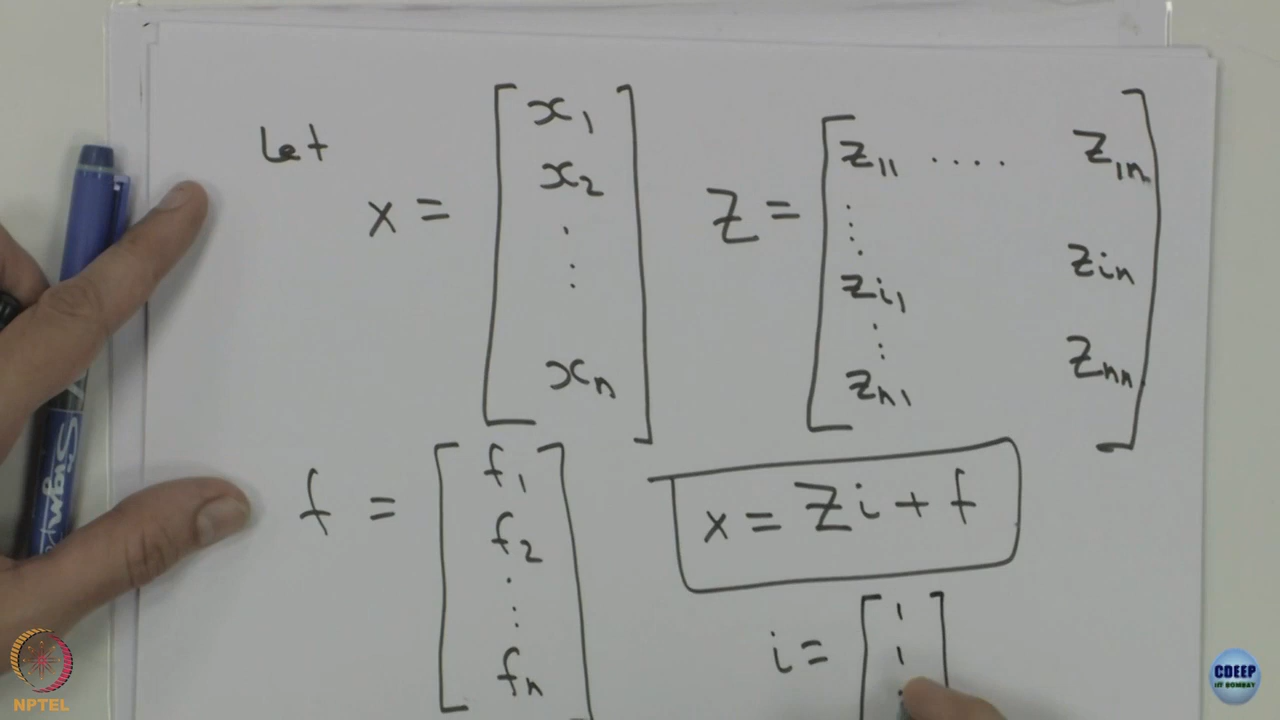 Let
x = [ x₁ x₂ ⋮ xₙ ] Z = [ z₁₁ .... z₁ₙ ⋮ zᵢ₁ zᵢₙ ⋮ zₙ₁ zₙₙ ]
f = [ f₁ f₂ ⋮ fₙ ]
x = Zi + f
i = [ 1 1
NPTEL
CDEEP
IIT BOMBAY